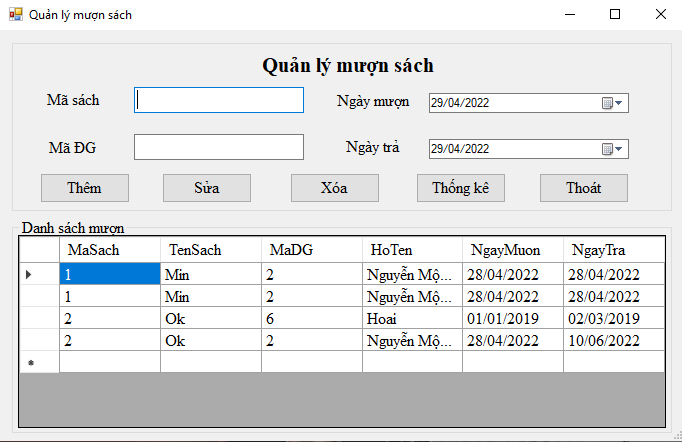 Quản lý mượn sách
Quản lý mượn sách
Mã sách Ngày mượn 29/04/2022
Mã ĐG Ngày trả 29/04/2022
Thêm Sửa Xóa Thống kê Thoát
Danh sách mượn
MaSach TenSach MaDG HoTen NgayMuon NgayTra
1 Min 2 Nguyễn Mộ... 28/04/2022 28/04/2022
1 Min 2 Nguyễn Mộ... 28/04/2022 28/04/2022
2 Ok 6 Hoai 01/01/2019 02/03/2019
2 Ok 2 Nguyễn Mộ... 28/04/2022 10/06/2022